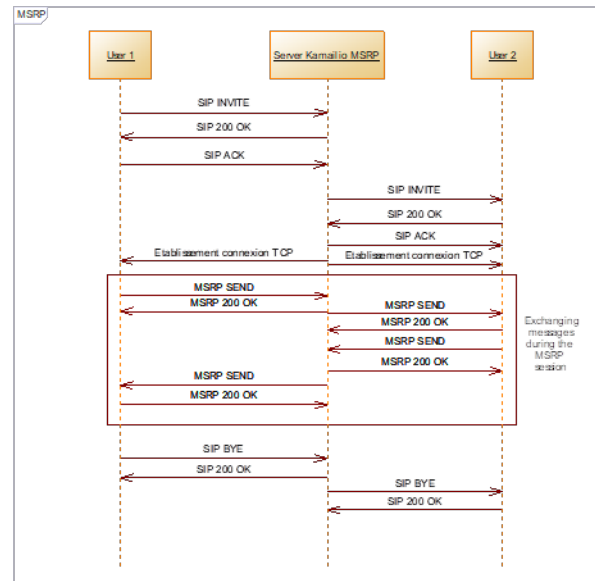 MSRP
User 1
Server Kamailio MSRP
User 2
SIP INVITE
SIP 200 OK
SIP ACK
SIP INVITE
SIP 200 OK
SIP ACK
Etablissement connexion TCP
Etablissement connexion TCP
MSRP SEND
MSRP 200 OK
MSRP SEND
MSRP 200 OK
MSRP SEND
MSRP 200 OK
MSRP SEND
MSRP 200 OK
Exchanging
messages
during the
MSRP
session
SIP BYE
SIP 200 OK
SIP BYE
SIP 200 OK